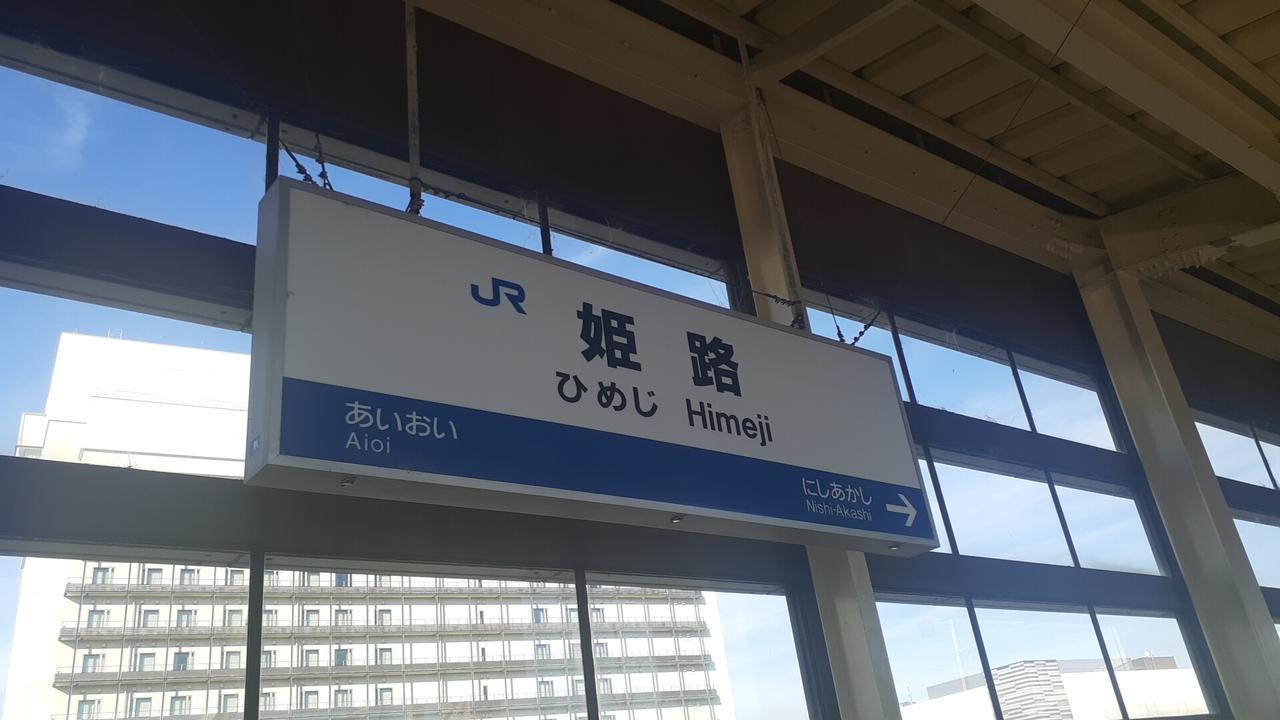 JR 姫路
ひめじ Himeji
あいおい
Aioi
にしあかし →
Nishi-Akashi